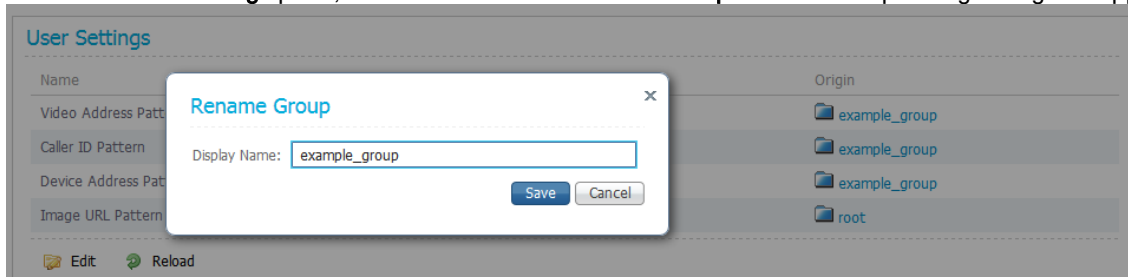 User Settings
Name
Origin
Video Address Patt
example_group
Caller ID Pattern
example_group
Device Address Pat
example_group
Image URL Pattern
root
Rename Group
x
Display Name: example_group
Save Cancel
Edit Reload